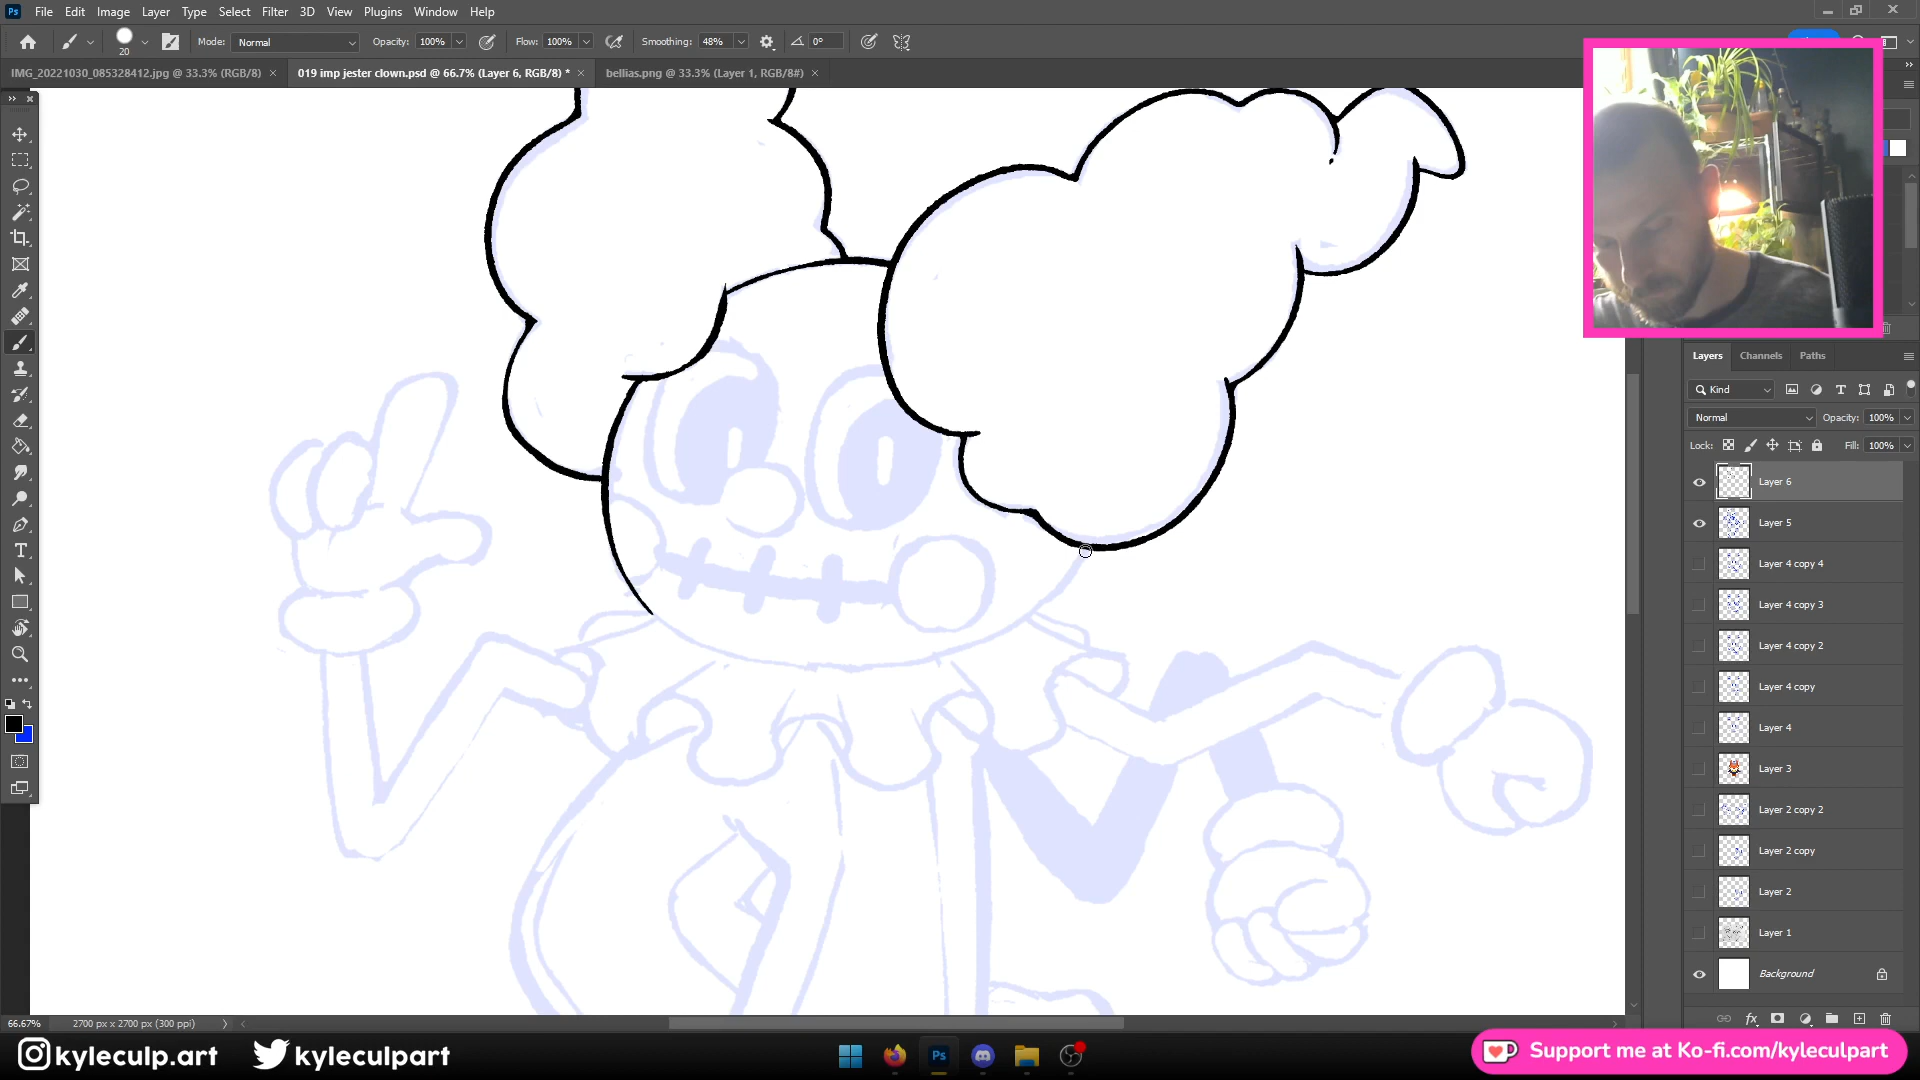 Ps File Edit Image Layer Type Select Filter 3D View Plugins Window Help
20 Mode: Normal Opacity: 100% Flow: 100% Smoothing: 48% 0°
IMG_20221030_085328412.jpg @ 33.3% (RGB/8) × 019 imp jester clown.psd @ 66.7% (Layer 6, RGB/8) * × bellias.png @ 33.3% (Layer 1, RGB/8#) ×
Layers Channels Paths
Kind
Normal Opacity: 100%
Lock: Fill: 100%
Layer 6
Layer 5
Layer 4 copy 4
Layer 4 copy 3
Layer 4 copy 2
Layer 4 copy
Layer 4
Layer 3
Layer 2 copy 2
Layer 2 copy
Layer 2
Layer 1
Background
66.67% 2700 px x 2700 px (300 ppi)
kyleculp.art kyleculpart
Ps
Support me at Ko-fi.com/kyleculpart